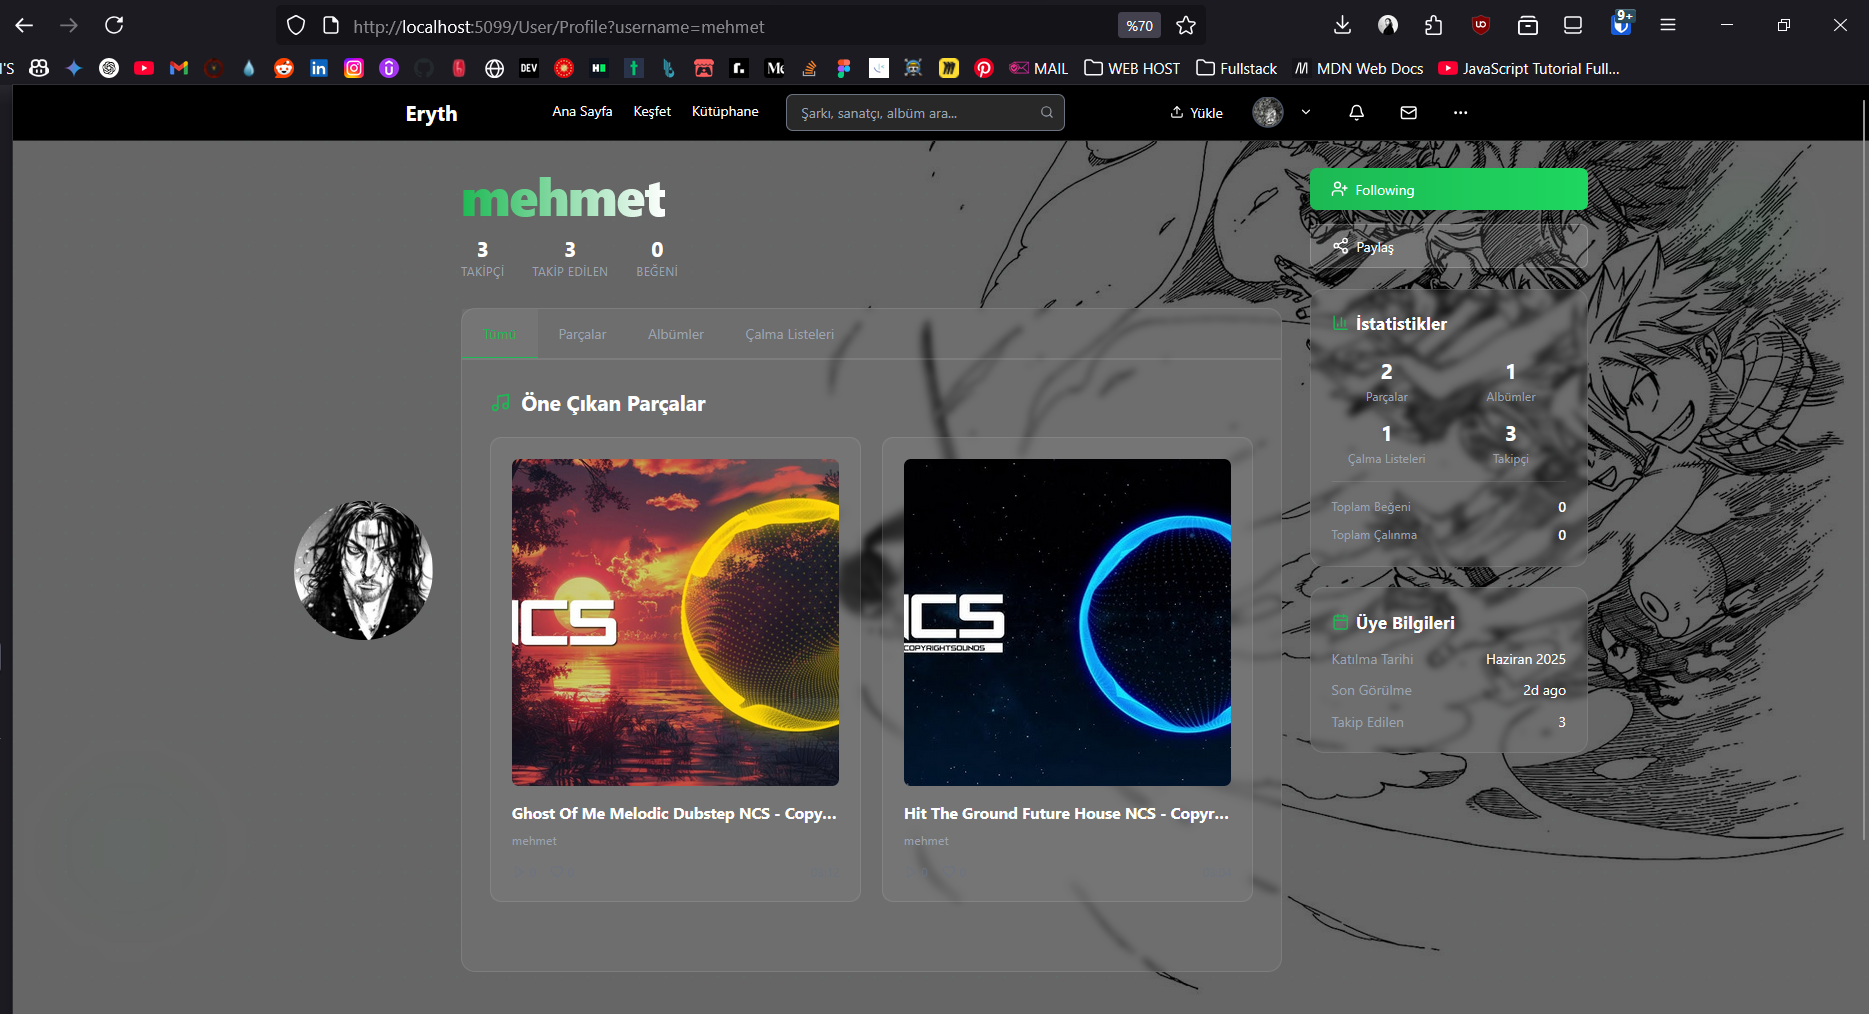 http://localhost:5099/User/Profile?username=mehmet
%70
9+
MAIL
WEB HOST
Fullstack
MDN Web Docs
JavaScript Tutorial Full...
Eryth
Ana Sayfa
Keşfet
Kütüphane
Şarkı, sanatçı, albüm ara...
Yükle
mehmet
3
TAKİPÇİ
3
TAKİP EDİLEN
0
BEĞENİ
Following
Paylaş
Tümü
Parçalar
Albümler
Çalma Listeleri
Öne Çıkan Parçalar
NCS
Ghost Of Me Melodic Dubstep NCS - Copy...
mehmet
NCS
COPYRIGHTSOUNDS
Hit The Ground Future House NCS - Copyr...
mehmet
İstatistikler
2
Parçalar
1
Albümler
1
Çalma Listeleri
3
Takipçi
Toplam Beğeni 0
Toplam Çalınma 0
Üye Bilgileri
Katılma Tarihi Haziran 2025
Son Görülme 2d ago
Takip Edilen 3